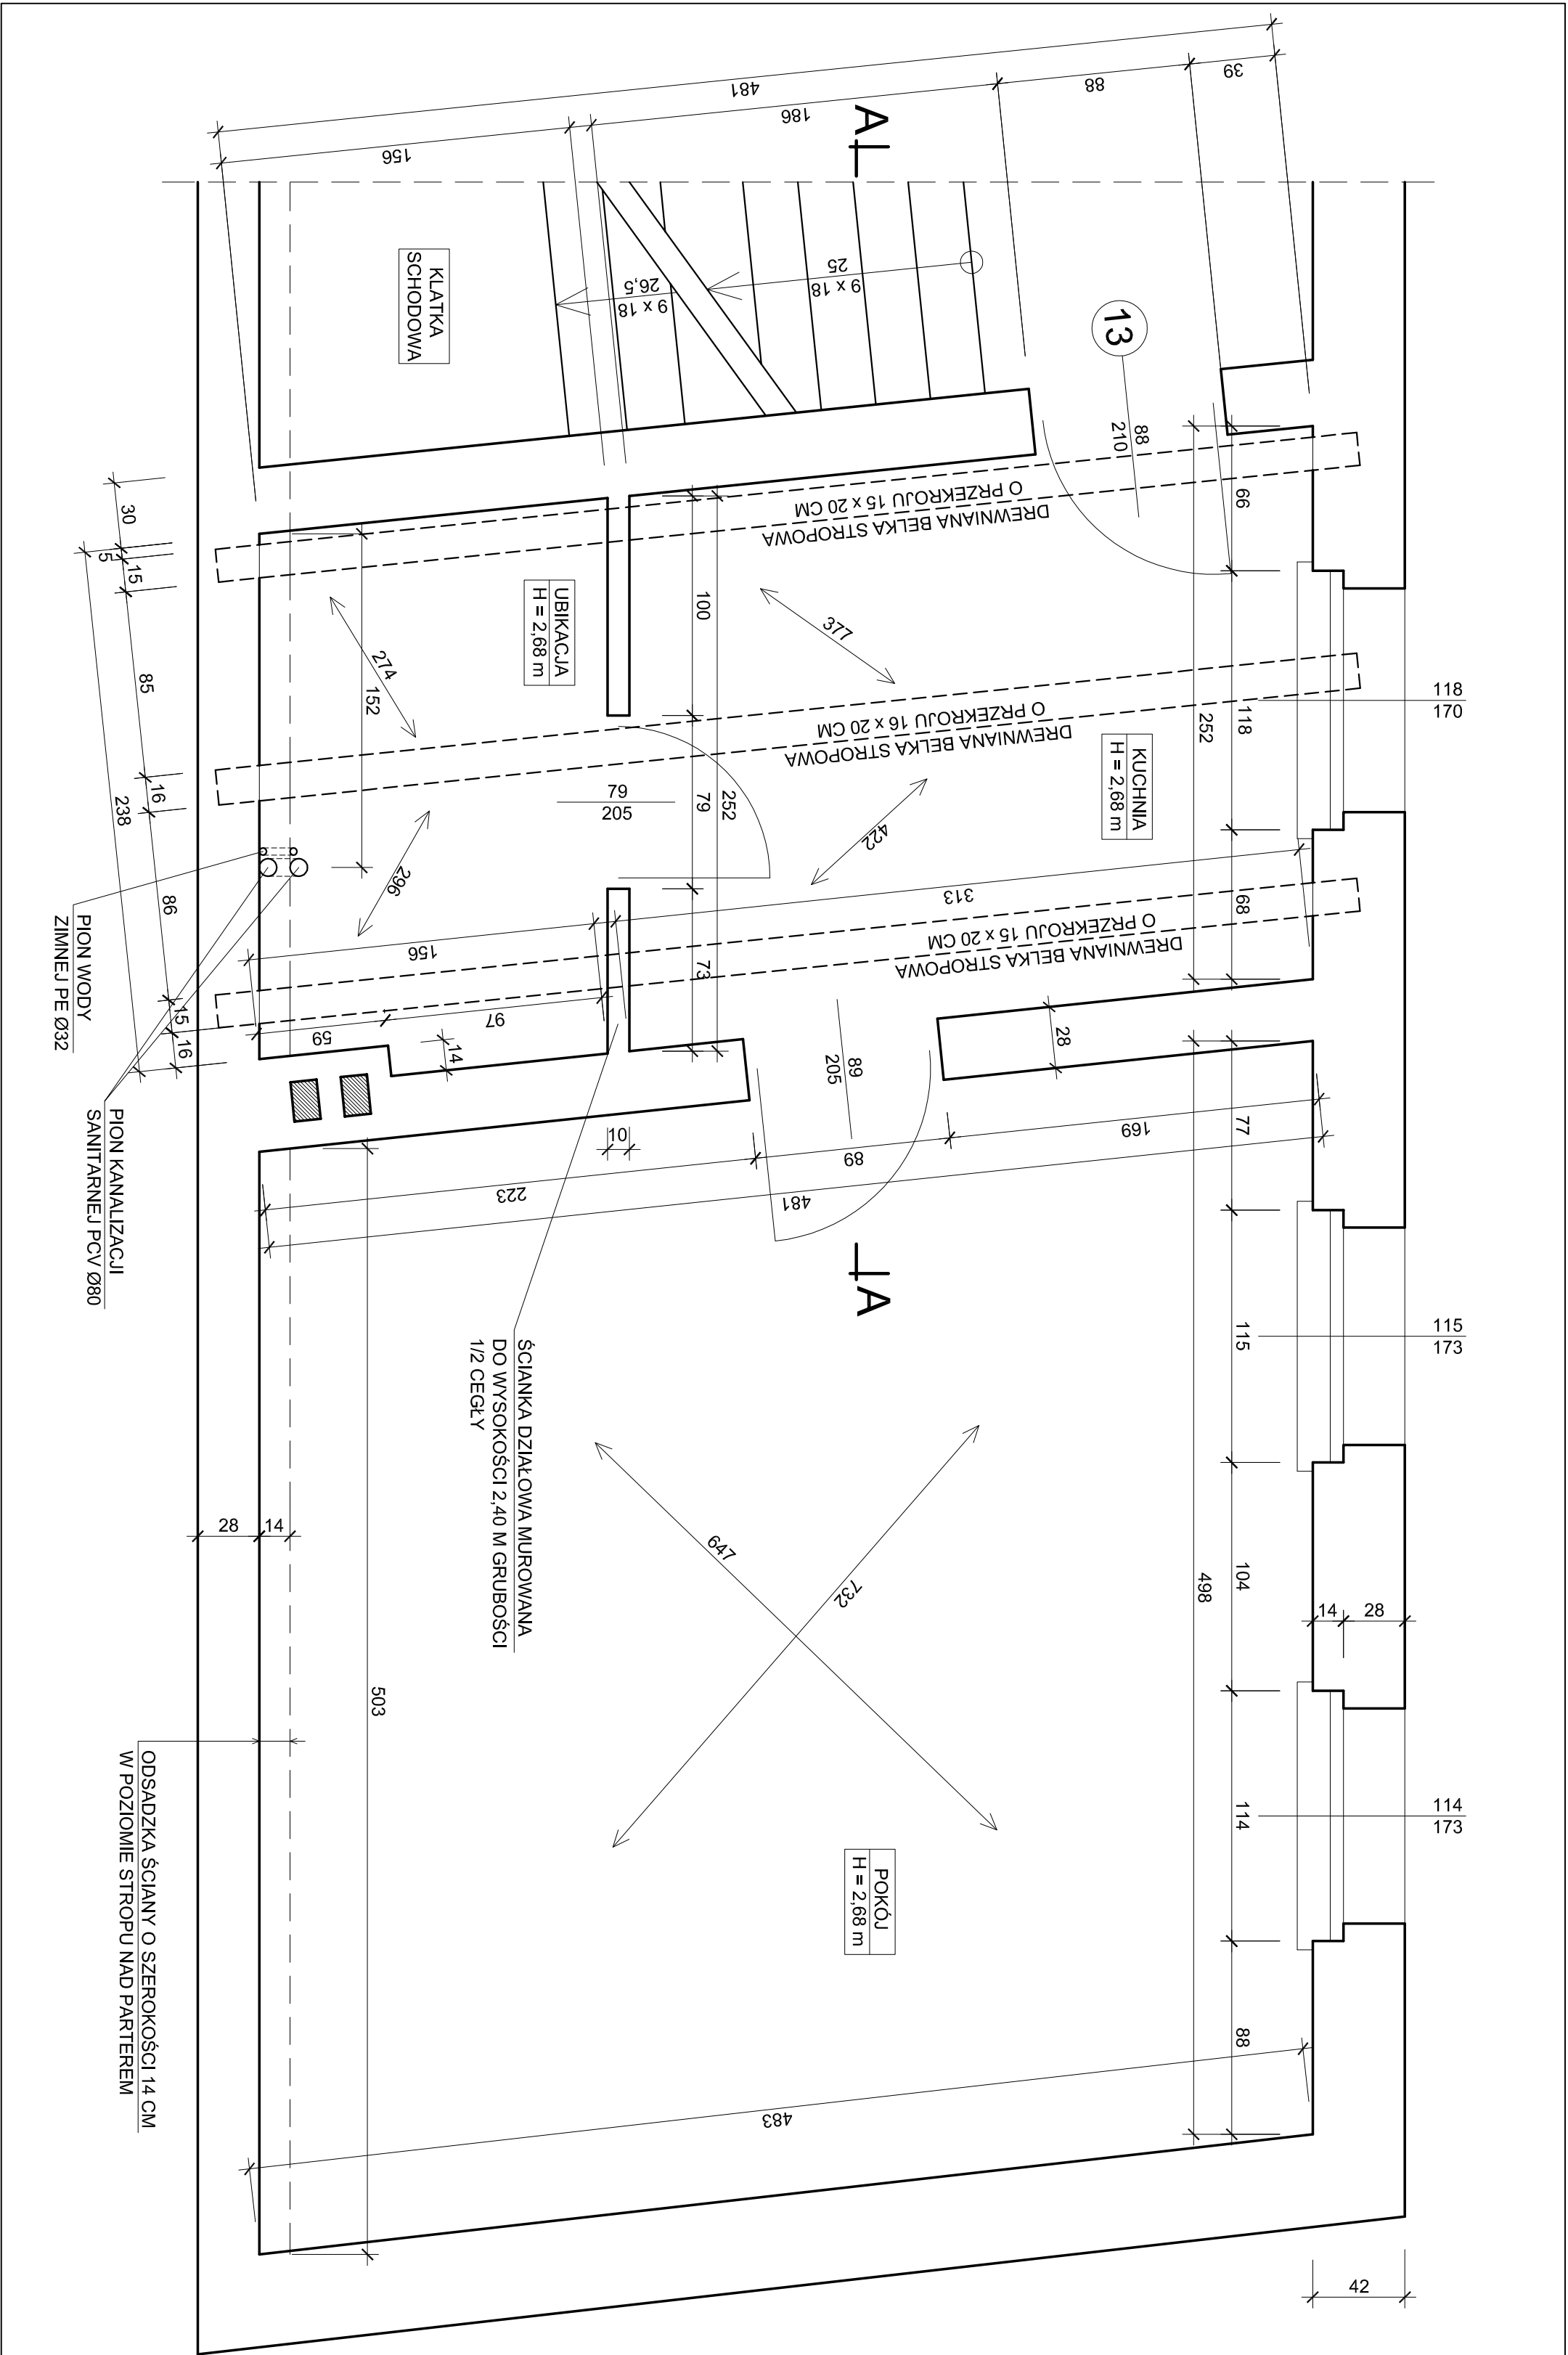 481
156
186
88
39
A
KLATKA
SCHODOWA
9 x 18
26,5
9 x 18
25
13
88
210
DREWNIANA BELKA STROPOWA
O PRZEKROJU 15 x 20 CM
66
118
68
252
118
170
30
5
15
85
16
86
15
16
238
UBIKACJA
H = 2,68 m
100
79
73
252
377
274
152
DREWNIANA BELKA STROPOWA
O PRZEKROJU 16 x 20 CM
KUCHNIA
H = 2,68 m
79
205
422
296
313
156
DREWNIANA BELKA STROPOWA
O PRZEKROJU 15 x 20 CM
59
97
14
28
89
205
PION WODY
ZIMNEJ PE Ø32
PION KANALIZACJI
SANITARNEJ PCV Ø80
10
223
89
169
481
77
115
104
114
88
498
A
115
173
ŚCIANKA DZIAŁOWA MUROWANA
DO WYSOKOŚCI 2,40 M GRUBOŚCI
1/2 CEGŁY
28
14
647
732
14
28
503
ODSADZKA ŚCIANY O SZEROKOŚCI 14 CM
W POZIOMIE STROPU NAD PARTEREM
POKÓJ
H = 2,68 m
114
173
483
42